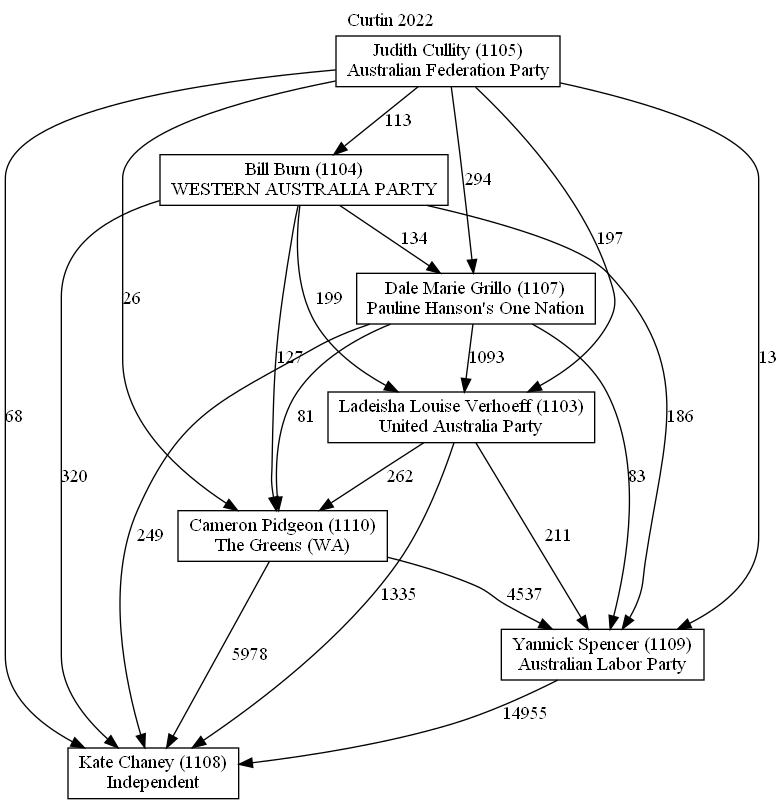 Curtin 2022
Judith Cullity (1105)
Australian Federation Party
113
Bill Burn (1104)
WESTERN AUSTRALIA PARTY
294
197
134
26
199
Dale Marie Grillo (1107)
Pauline Hanson's One Nation
127
1093
13
68
320
81
Ladeisha Louise Verhoeff (1103)
United Australia Party
186
262
83
249
Cameron Pidgeon (1110)
The Greens (WA)
211
1335
4537
5978
Yannick Spencer (1109)
Australian Labor Party
14955
Kate Chaney (1108)
Independent